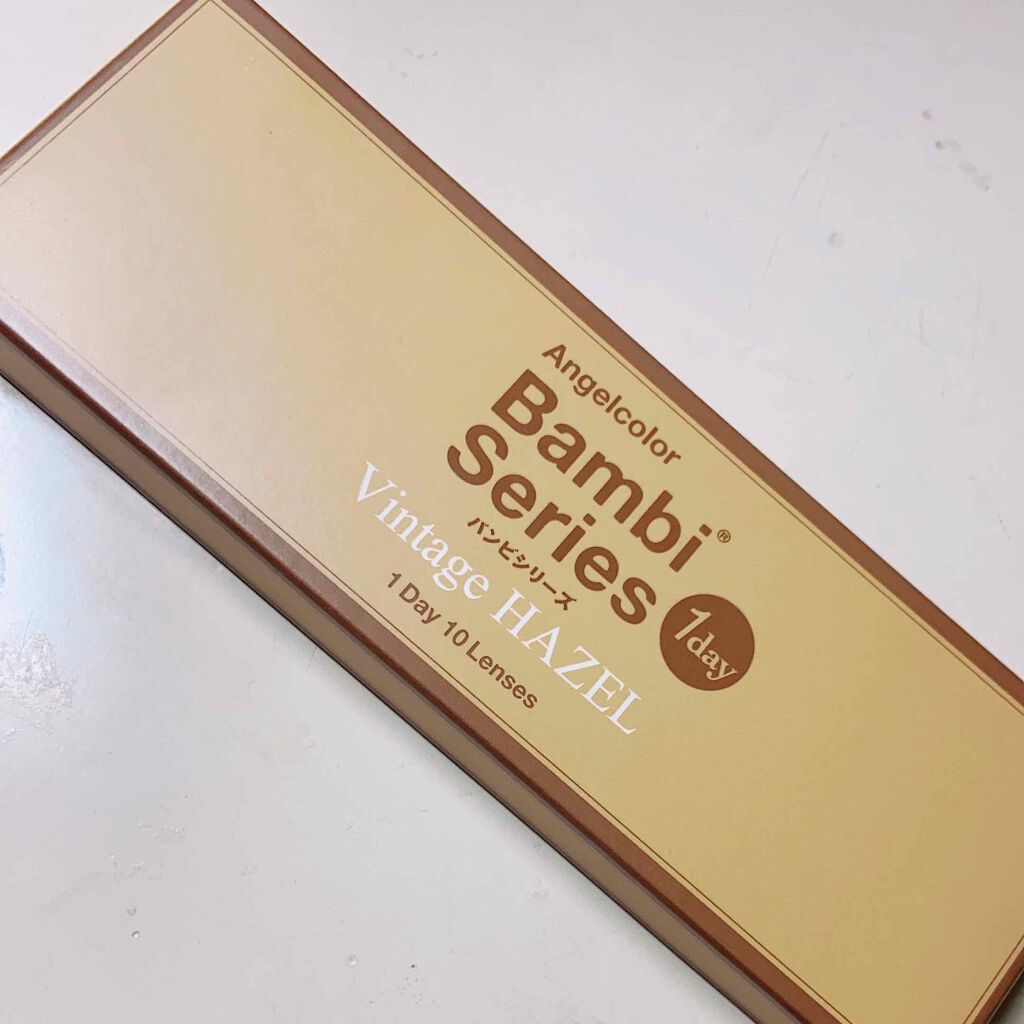 Angelcolor
Bambi®
Series
バンビシリーズ
1day
Vintage HAZEL
1 Day 10 Lenses